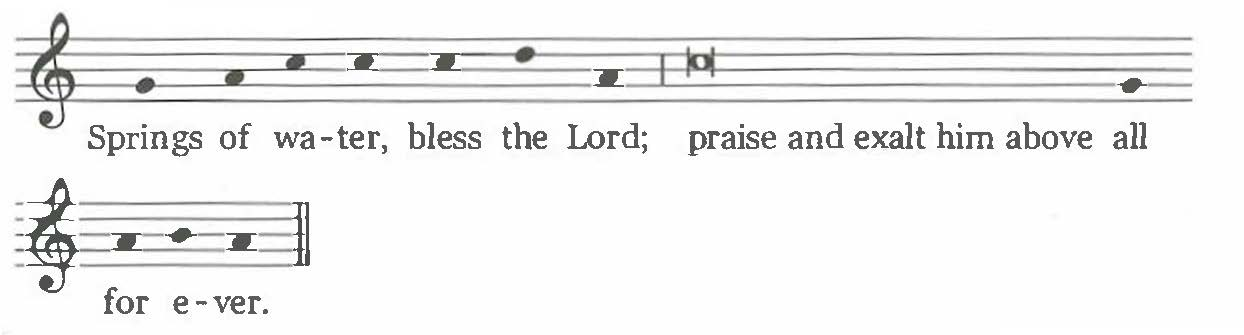 Springs of wa-ter, bless the Lord; praise and exalt him above all
for e-ver.